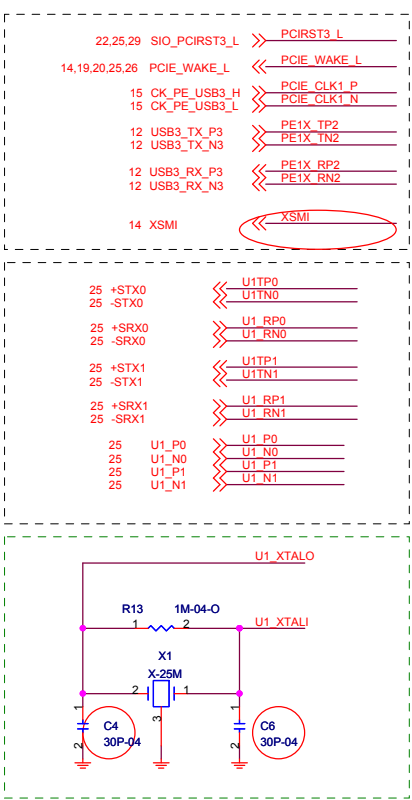 22,25,29 SIO_PCIRST3_L PCIRST3_L
14,19,20,25,26 PCIE_WAKE_L PCIE_WAKE_L
15 CK_PE_USB3_H PCIE_CLK1_P
15 CK_PE_USB3_L PCIE_CLK1_N
12 USB3_TX_P3 PE1X_TP2
12 USB3_TX_N3 PE1X_TN2
12 USB3_RX_P3 PE1X_RP2
12 USB3_RX_N3 PE1X_RN2
14 XSMI XSMI
25 +STX0 U1TP0
25 -STX0 U1TN0
25 +SRX0 U1_RP0
25 -SRX0 U1_RN0
25 +STX1 U1TP1
25 -STX1 U1TN1
25 +SRX1 U1_RP1
25 -SRX1 U1_RN1
25 U1_P0 U1_P0
25 U1_N0 U1_N0
25 U1_P1 U1_P1
25 U1_N1 U1_N1
U1_XTALO
R13 1M-04-O
1 2 U1_XTALI
X1
X-25M
2 1
3
1 C4 2 30P-04
1 C6 2 30P-04